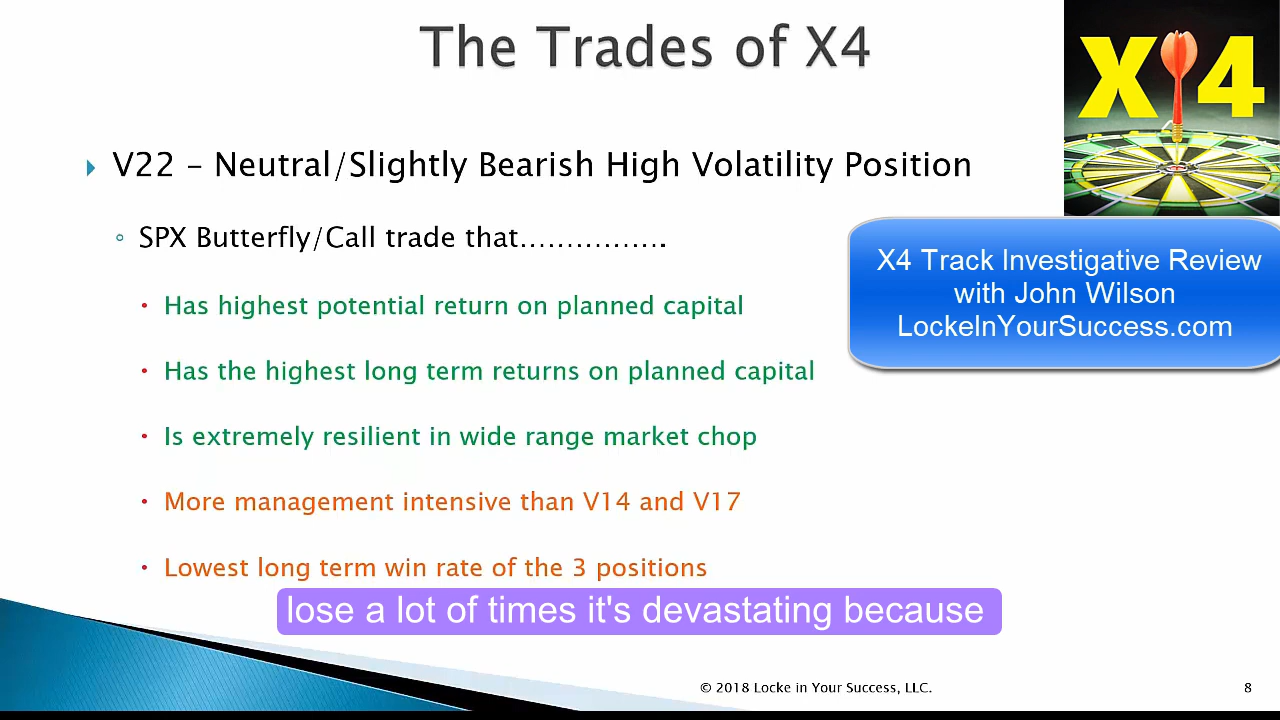 The Trades of X4
X 4
V22 – Neutral/Slightly Bearish High Volatility Position
SPX Butterfly/Call trade that…………….
X4 Track Investigative Review
with John Wilson
LockeInYourSuccess.com
Has highest potential return on planned capital
Has the highest long term returns on planned capital
Is extremely resilient in wide range market chop
More management intensive than V14 and V17
Lowest long term win rate of the 3 positions
lose a lot of times it's devastating because
© 2018 Locke in Your Success, LLC.
8